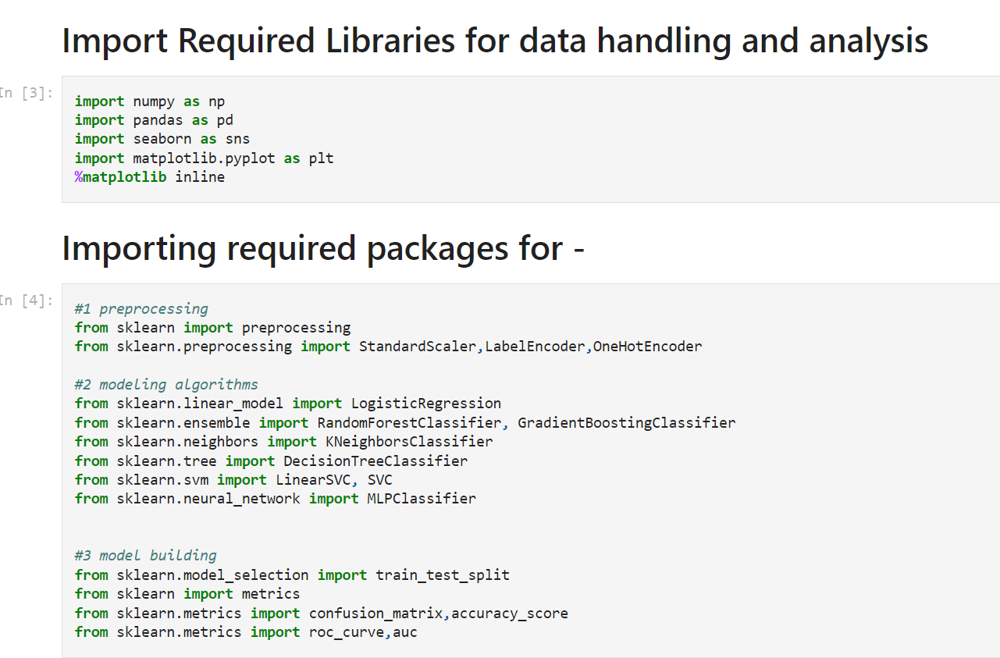 Import Required Libraries for data handling and analysis
In [3]:
import numpy as np
import pandas as pd
import seaborn as sns
import matplotlib.pyplot as plt
%matplotlib inline
Importing required packages for -
In [4]:
#1 preprocessing
from sklearn import preprocessing
from sklearn.preprocessing import StandardScaler,LabelEncoder,OneHotEncoder
#2 modeling algorithms
from sklearn.linear_model import LogisticRegression
from sklearn.ensemble import RandomForestClassifier, GradientBoostingClassifier
from sklearn.neighbors import KNeighborsClassifier
from sklearn.tree import DecisionTreeClassifier
from sklearn.svm import LinearSVC, SVC
from sklearn.neural_network import MLPClassifier
#3 model building
from sklearn.model_selection import train_test_split
from sklearn import metrics
from sklearn.metrics import confusion_matrix,accuracy_score
from sklearn.metrics import roc_curve,auc